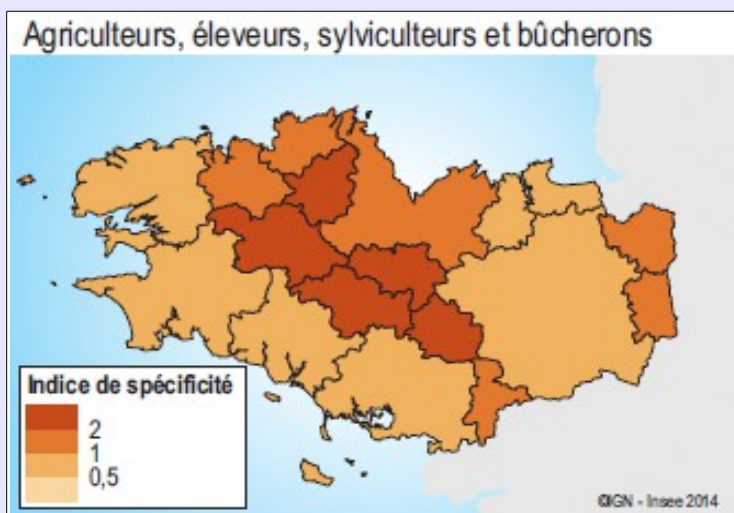 Agriculteurs, éleveurs, sylviculteurs et bûcherons
Indice de spécificité
2
1
0,5
©IGN - Insee 2014